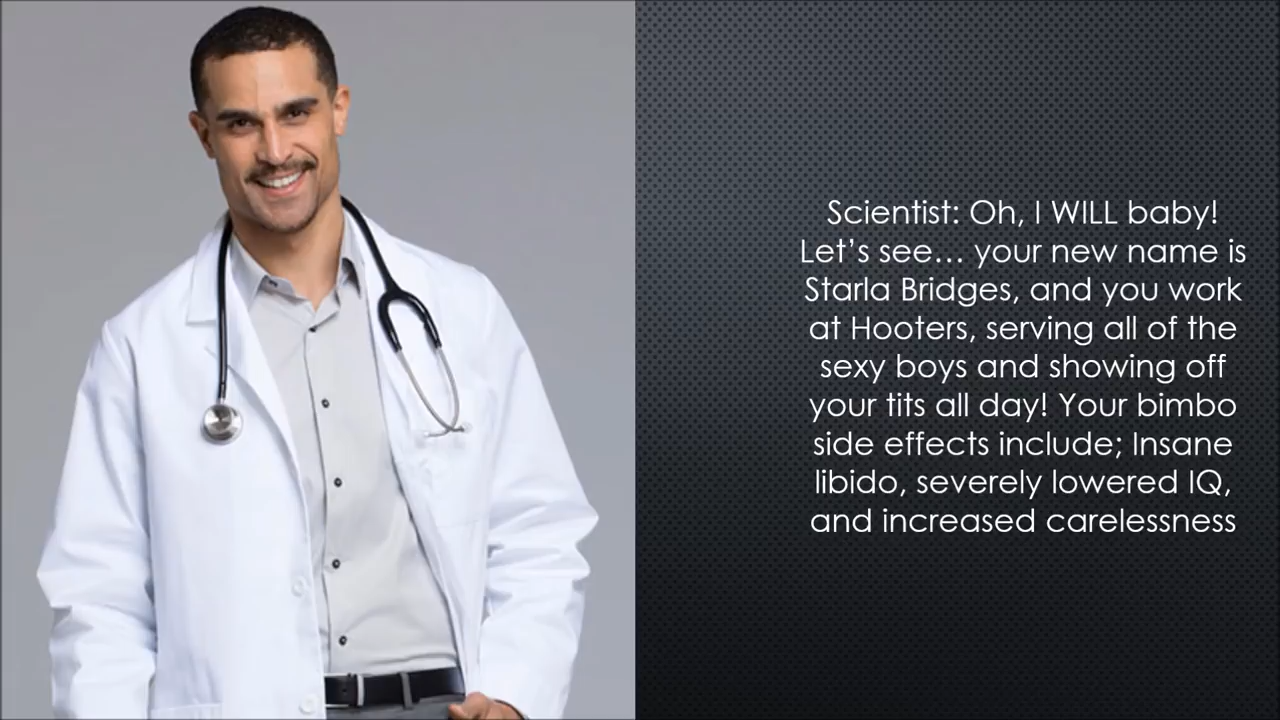 Scientist: Oh, I WILL baby!
Let’s see… your new name is
Starla Bridges, and you work
at Hooters, serving all of the
sexy boys and showing off
your tits all day! Your bimbo
side effects include; Insane
libido, severely lowered IQ,
and increased carelessness